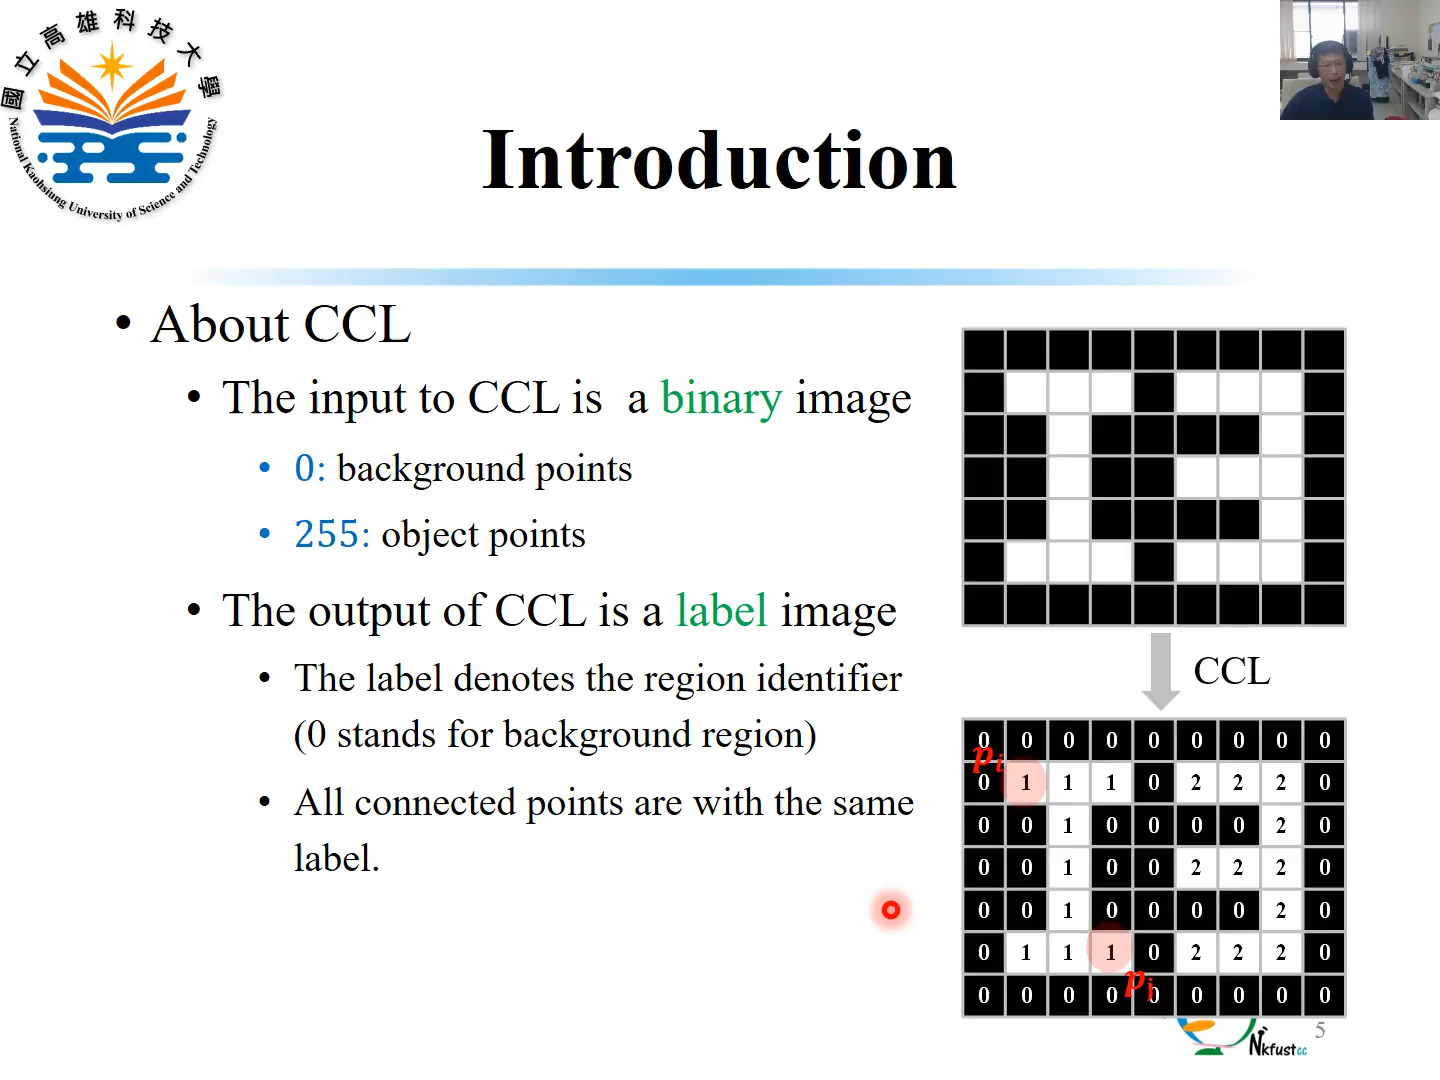 國立高雄科技大學
National Kaohsiung University of Science and Technology
Introduction
• About CCL
• The input to CCL is a binary image
• 0: background points
• 255: object points
• The output of CCL is a label image
• The label denotes the region identifier
(0 stands for background region)
• All connected points are with the same
label.
CCL
0 0 0 0 0 0 0 0 0
p_i
0 1 1 1 0 2 2 2 0
0 0 1 0 0 0 0 2 0
0 0 1 0 0 2 2 2 0
0 0 1 0 0 0 0 2 0
0 1 1 1 0 2 2 2 0
p_j
0 0 0 0 0 0 0 0 0
Nkfust cc
5